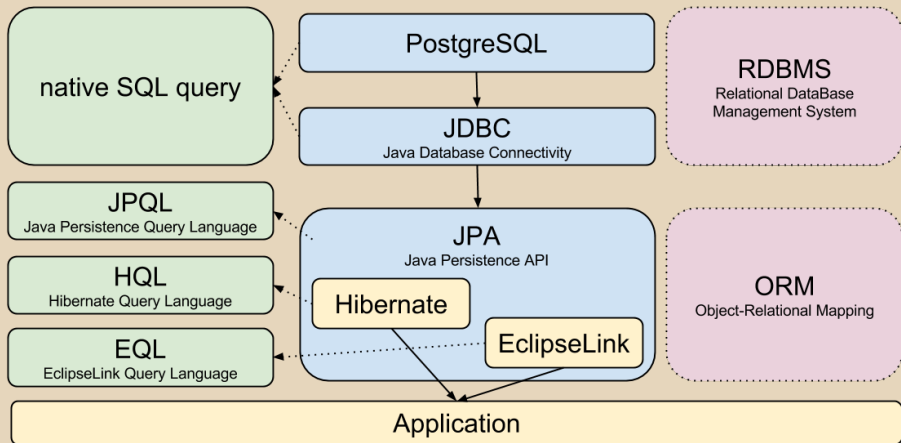 native SQL query
PostgreSQL
JDBC
Java Database Connectivity
RDBMS
Relational DataBase
Management System
JPQL
Java Persistence Query Language
HQL
Hibernate Query Language
EQL
EclipseLink Query Language
JPA
Java Persistence API
Hibernate
EclipseLink
ORM
Object-Relational Mapping
Application